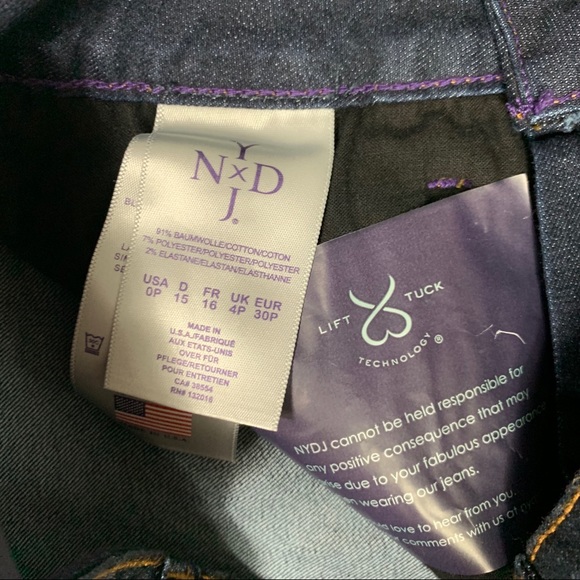 N Y D
×
J®
91% BAUMWOLLE/COTTON/COTON
7% POLYESTER/POLYESTER/POLYESTER
2% ELASTANE/ELASTAN/ELASTHANNE
USA D FR UK EUR
0P 15 16 4P 30P
MADE IN
U.S.A./FABRIQUÉ
AUX ETATS-UNIS
OVER FÜR
PFLEGE/RETOURNER
POUR ENTRETIEN
CA# 39554
RN# 132016
U.S.A.
LIFT TUCK
TECHNOLOGY®
NYDJ cannot be held responsible for
any positive consequence that may
due to your fabulous appearance
wearing our jeans.
love to hear from you.
comments with us at